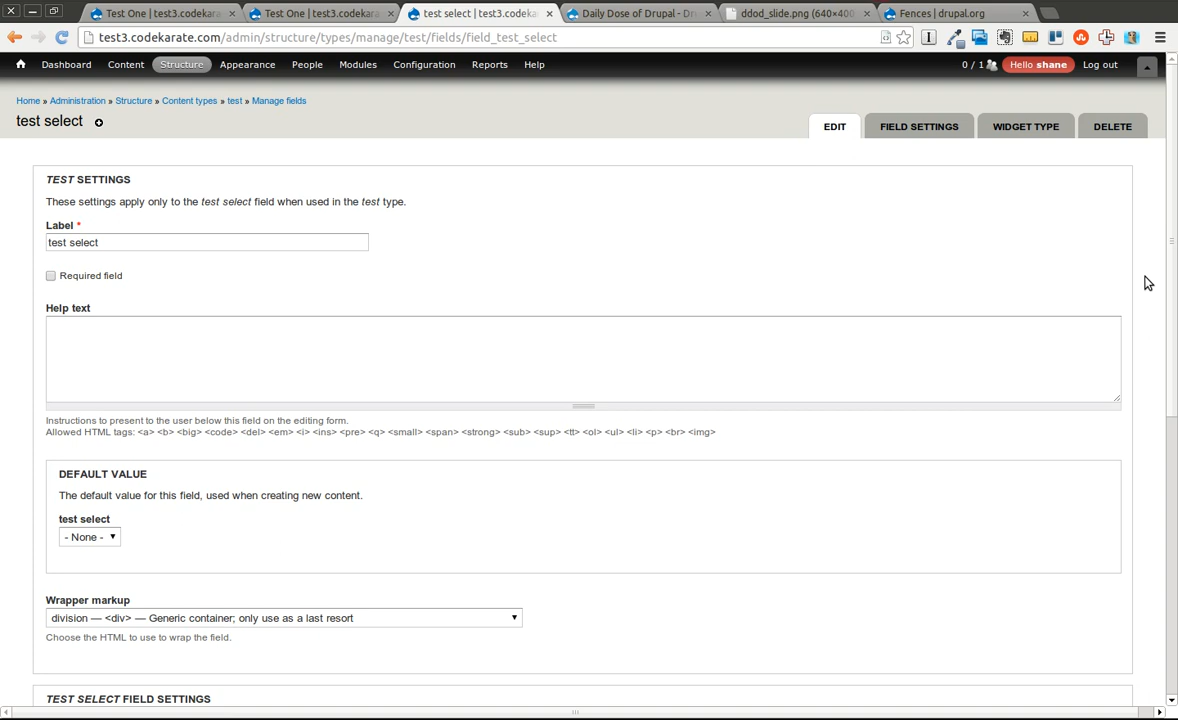 Test One | test3.codekara
Test One | test3.codekara
test select | test3.codeka
Daily Dose of Drupal - Dr
ddod_slide.png (640×400
Fences | drupal.org
test3.codekarate.com/admin/structure/types/manage/test/fields/field_test_select
Dashboard Content Structure Appearance People Modules Configuration Reports Help
0 / 1 Hello shane Log out
Home » Administration » Structure » Content types » test » Manage fields
test select
EDIT FIELD SETTINGS WIDGET TYPE DELETE
TEST SETTINGS
These settings apply only to the test select field when used in the test type.
Label *
test select
Required field
Help text
Instructions to present to the user below this field on the editing form.
Allowed HTML tags: <a> <b> <big> <code> <del> <em> <i> <ins> <pre> <q> <small> <span> <strong> <sub> <sup> <tt> <ol> <ul> <li> <p> <br> <img>
DEFAULT VALUE
The default value for this field, used when creating new content.
test select
- None -
Wrapper markup
division — <div> — Generic container; only use as a last resort
Choose the HTML to use to wrap the field.
TEST SELECT FIELD SETTINGS